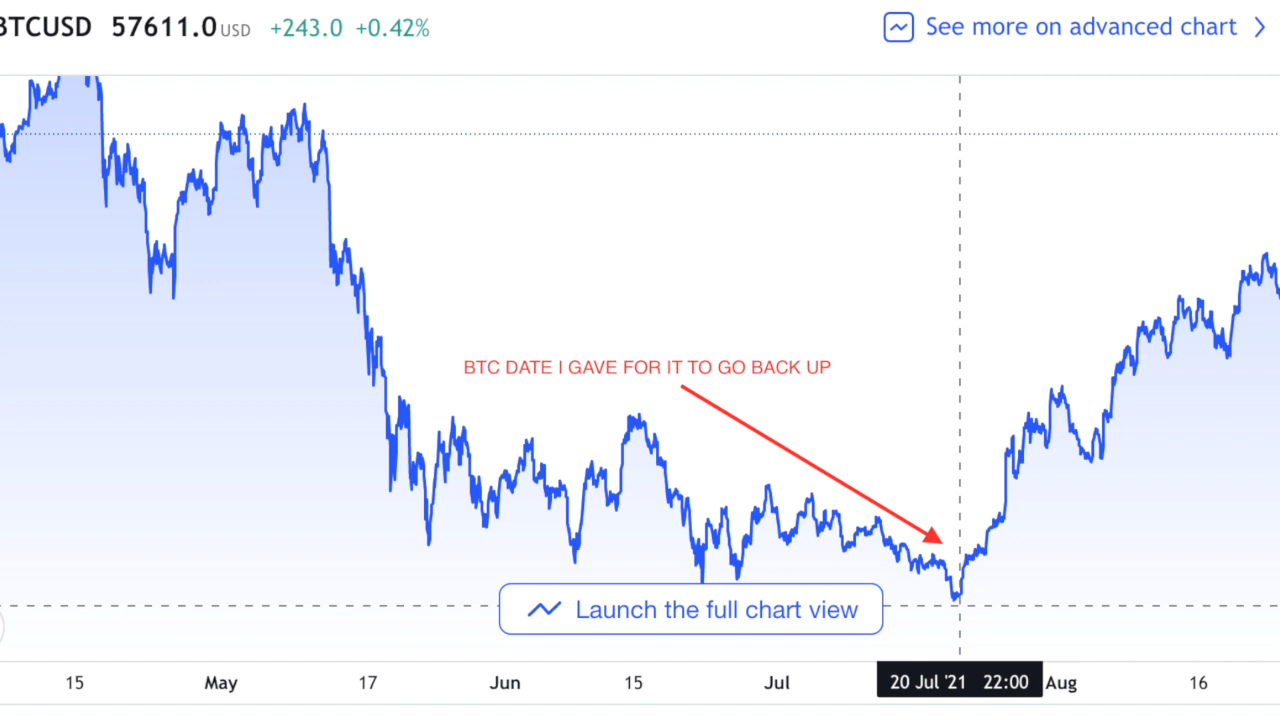 BTCUSD 57611.0 USD +243.0 +0.42% See more on advanced chart
BTC DATE I GAVE FOR IT TO GO BACK UP
Launch the full chart view
15 May 17 Jun 15 Jul 20 Jul '21 22:00 Aug 16